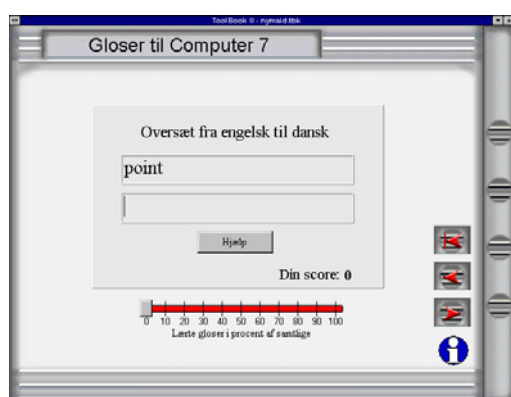 ToolBook II - nymaid.tbk
Gloser til Computer 7
Oversæt fra engelsk til dansk
point
Hjælp
Din score: 0
0 10 20 30 40 50 60 70 80 90 100
Lærte gloser i procent af samtlige
i